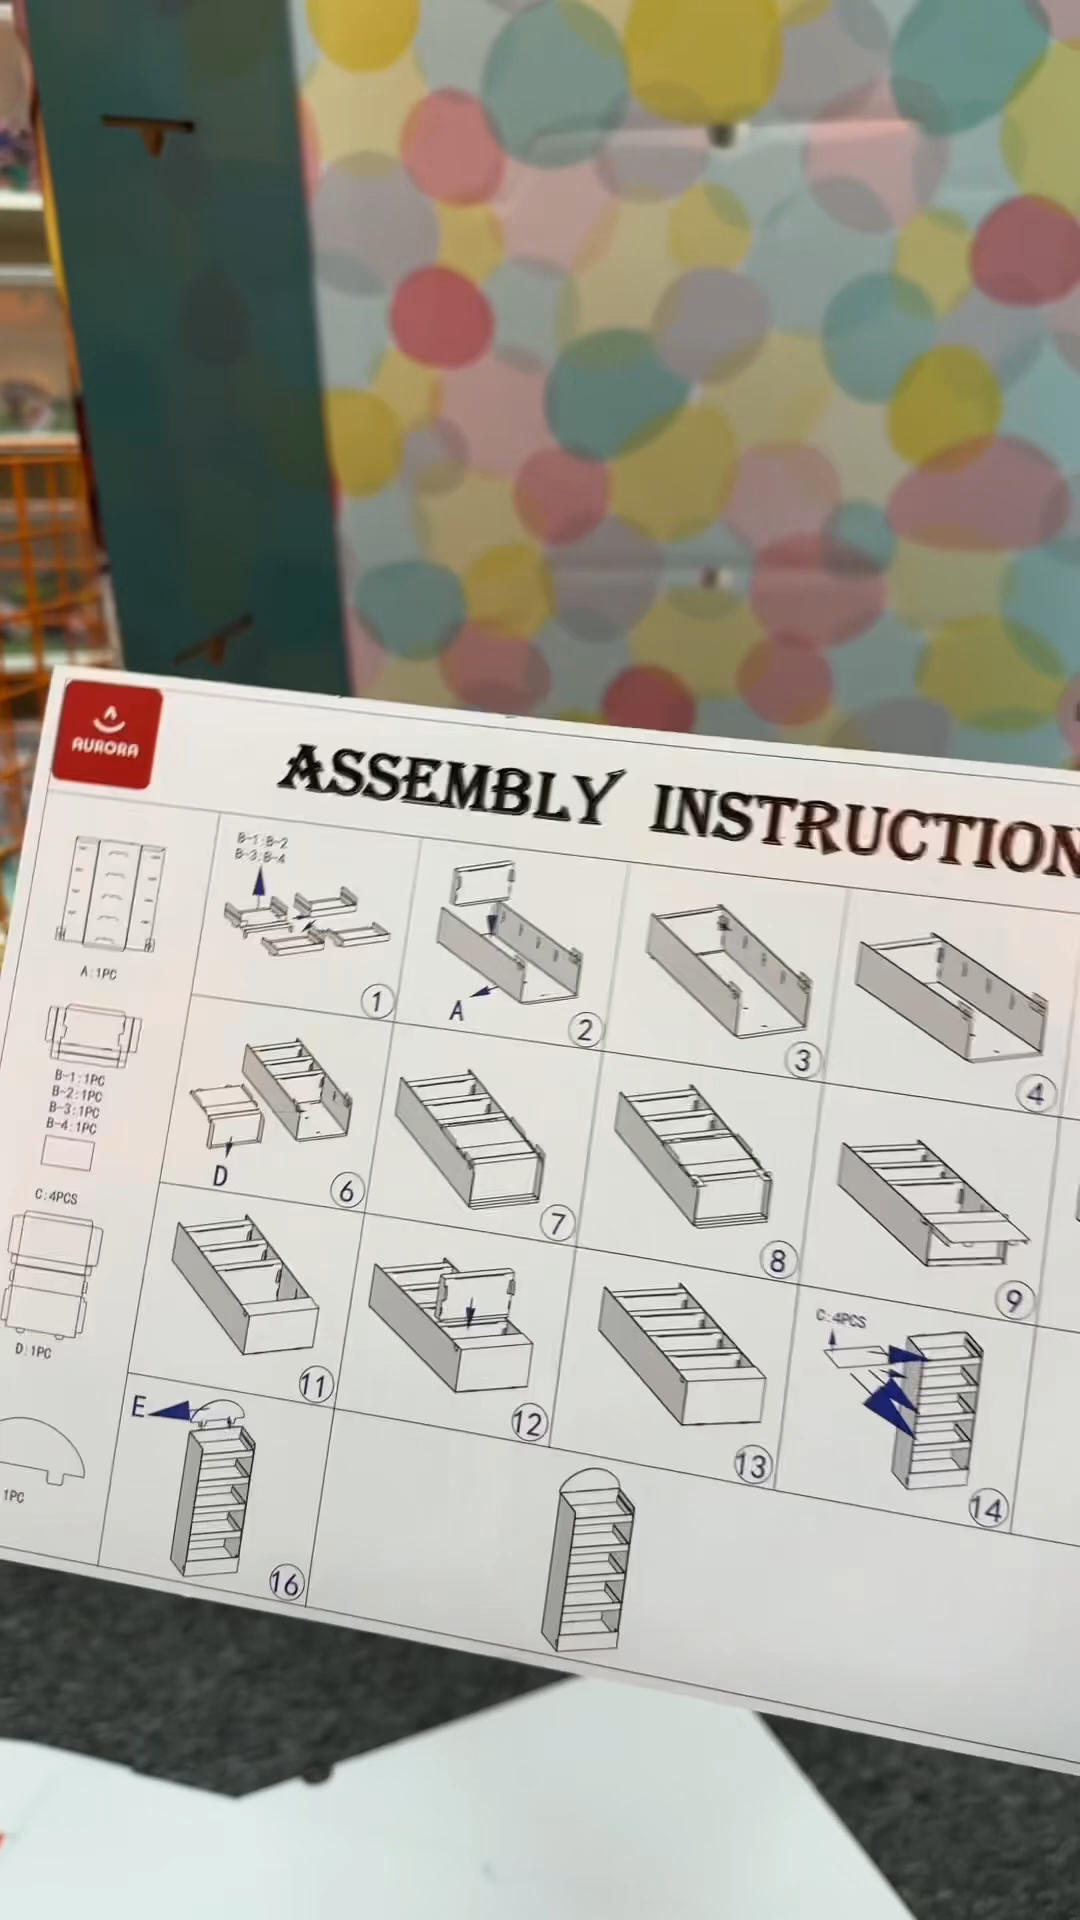 AURORA
ASSEMBLY INSTRUCTION
A:1PC
B-1:1PC
B-2:1PC
B-3:1PC
B-4:1PC
C:4PCS
D:1PC
1PC
B-1:B-2
B-3:B-4
1
A
2
3
4
D
6
7
8
9
11
12
13
C:4PCS
14
E
16